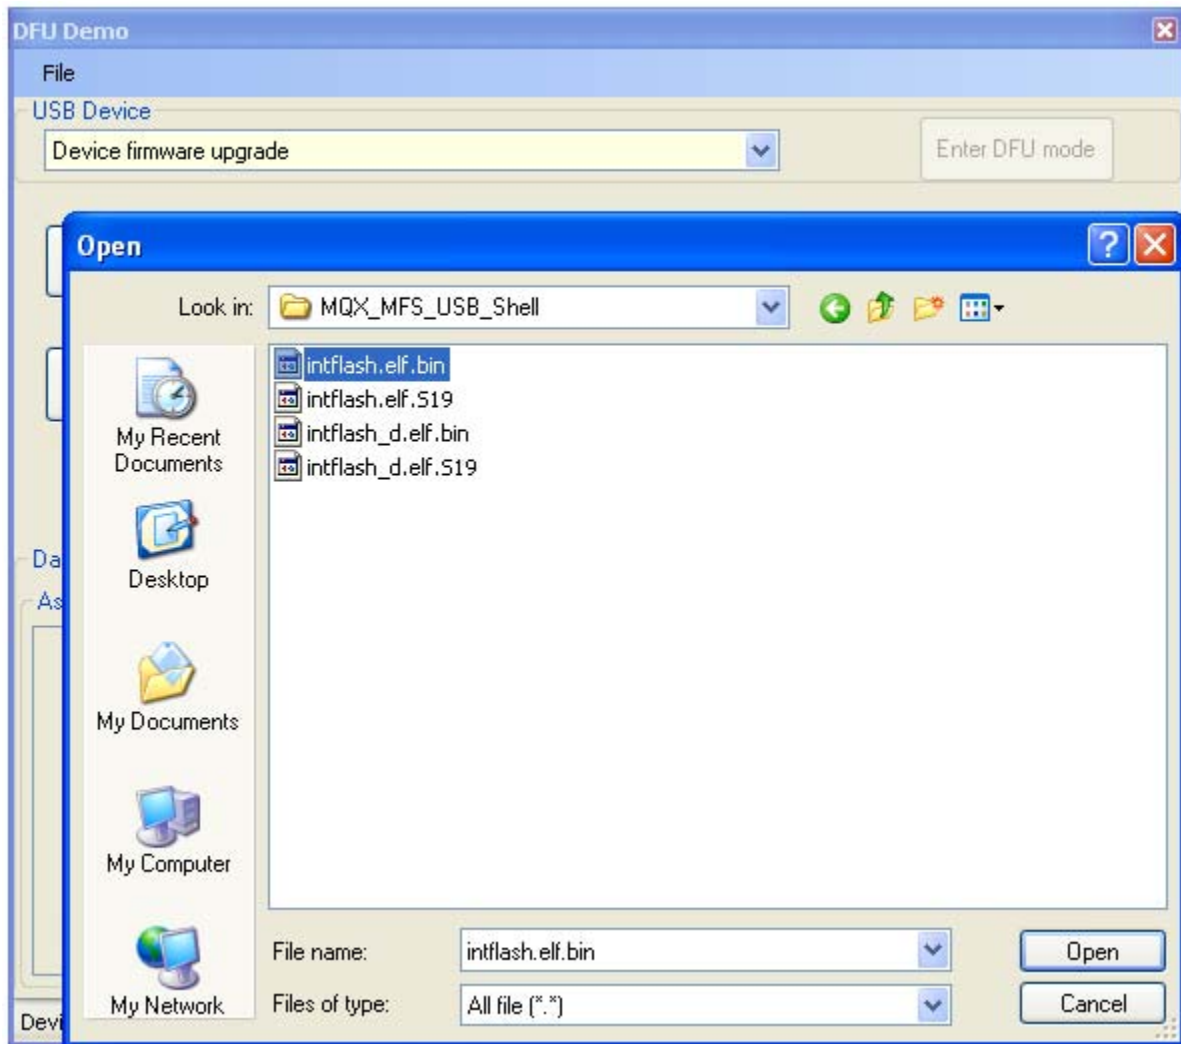 DFU Demo
File
USB Device
Device firmware upgrade
Enter DFU mode
Open
Look in:
MQX_MFS_USB_Shell
intflash.elf.bin
intflash.elf.S19
intflash_d.elf.bin
intflash_d.elf.S19
My Recent
Documents
Desktop
My Documents
My Computer
My Network
File name:
intflash.elf.bin
Open
Files of type:
All file (*.*)
Cancel
Da
As
Devi